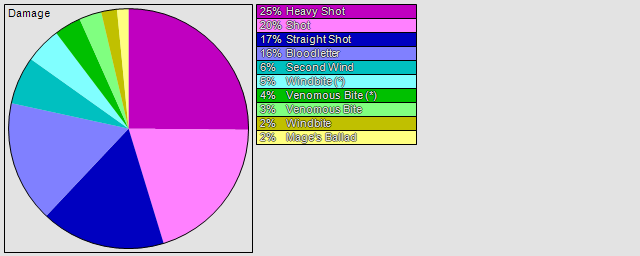 Damage
25% Heavy Shot
20% Shot
17% Straight Shot
16% Bloodletter
6% Second Wind
5% Windbite (*)
4% Venomous Bite (*)
3% Venomous Bite
2% Windbite
2% Mage's Ballad